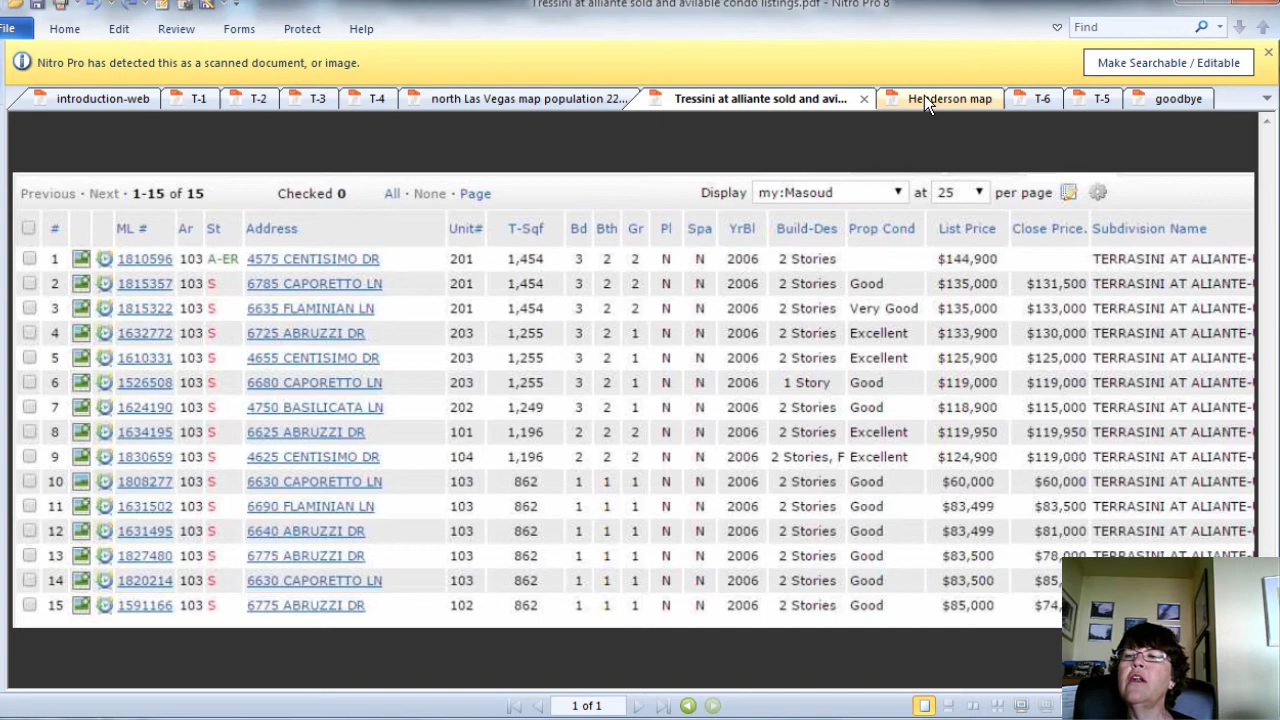 Tressini at alliante sold and avilable condo listings.pdf - Nitro Pro 8
File Home Edit Review Forms Protect Help Find
Nitro Pro has detected this as a scanned document, or image. Make Searchable / Editable
introduction-web T-1 T-2 T-3 T-4 north Las Vegas map population 22... Tressini at alliante sold and avi... Henderson map T-6 T-5 goodbye
Previous · Next · 1-15 of 15 Checked 0 All · None · Page Display my:Masoud at 25 per page
# ML # Ar St Address Unit# T-Sqf Bd Bth Gr Pl Spa YrBl Build-Des Prop Cond List Price Close Price. Subdivision Name
1 1810596 103 A-ER 4575 CENTISIMO DR 201 1,454 3 2 2 N N 2006 2 Stories $144,900 TERRASINI AT ALIANTE-
2 1815357 103 S 6785 CAPORETTO LN 201 1,454 3 2 2 N N 2006 2 Stories Good $135,000 $131,500 TERRASINI AT ALIANTE-
3 1815322 103 S 6635 FLAMINIAN LN 201 1,454 3 2 2 N N 2006 2 Stories Very Good $135,000 $133,000 TERRASINI AT ALIANTE-
4 1632772 103 S 6725 ABRUZZI DR 203 1,255 3 2 1 N N 2006 2 Stories Excellent $133,900 $130,000 TERRASINI AT ALIANTE-
5 1610331 103 S 4655 CENTISIMO DR 203 1,255 3 2 1 N N 2006 2 Stories Excellent $125,900 $125,000 TERRASINI AT ALIANTE-
6 1526508 103 S 6680 CAPORETTO LN 203 1,255 3 2 1 N N 2006 1 Story Good $119,000 $119,000 TERRASINI AT ALIANTE-
7 1624190 103 S 4750 BASILICATA LN 202 1,249 3 2 1 N N 2006 2 Stories Good $118,900 $115,000 TERRASINI AT ALIANTE-
8 1634195 103 S 6625 ABRUZZI DR 101 1,196 2 2 2 N N 2006 2 Stories Excellent $119,950 $119,950 TERRASINI AT ALIANTE-
9 1830659 103 S 4625 CENTISIMO DR 104 1,196 2 2 2 N N 2006 2 Stories, F Excellent $124,900 $119,000 TERRASINI AT ALIANTE-
10 1808277 103 S 6630 CAPORETTO LN 103 862 1 1 1 N N 2006 2 Stories Good $60,000 $84,000 TERRASINI AT ALIANTE-
11 1631502 103 S 6690 FLAMINIAN LN 103 862 1 1 1 N N 2006 2 Stories Good $83,499 $83,500 TERRASINI AT ALIANTE-
12 1631495 103 S 6640 ABRUZZI DR 103 862 1 1 1 N N 2006 2 Stories Good $83,499 $81,000 TERRASINI AT ALIANTE-
13 1827480 103 S 6775 ABRUZZI DR 103 862 1 1 1 N N 2006 2 Stories Good $83,500 $78, TERRASINI AT ALIANTE-
14 1820214 103 S 6630 CAPORETTO LN 103 862 1 1 1 N N 2006 2 Stories Good $83,500 $85,
15 1591166 103 S 6775 ABRUZZI DR 102 862 1 1 1 N N 2006 2 Stories Good $85,000 $74,
1 of 1